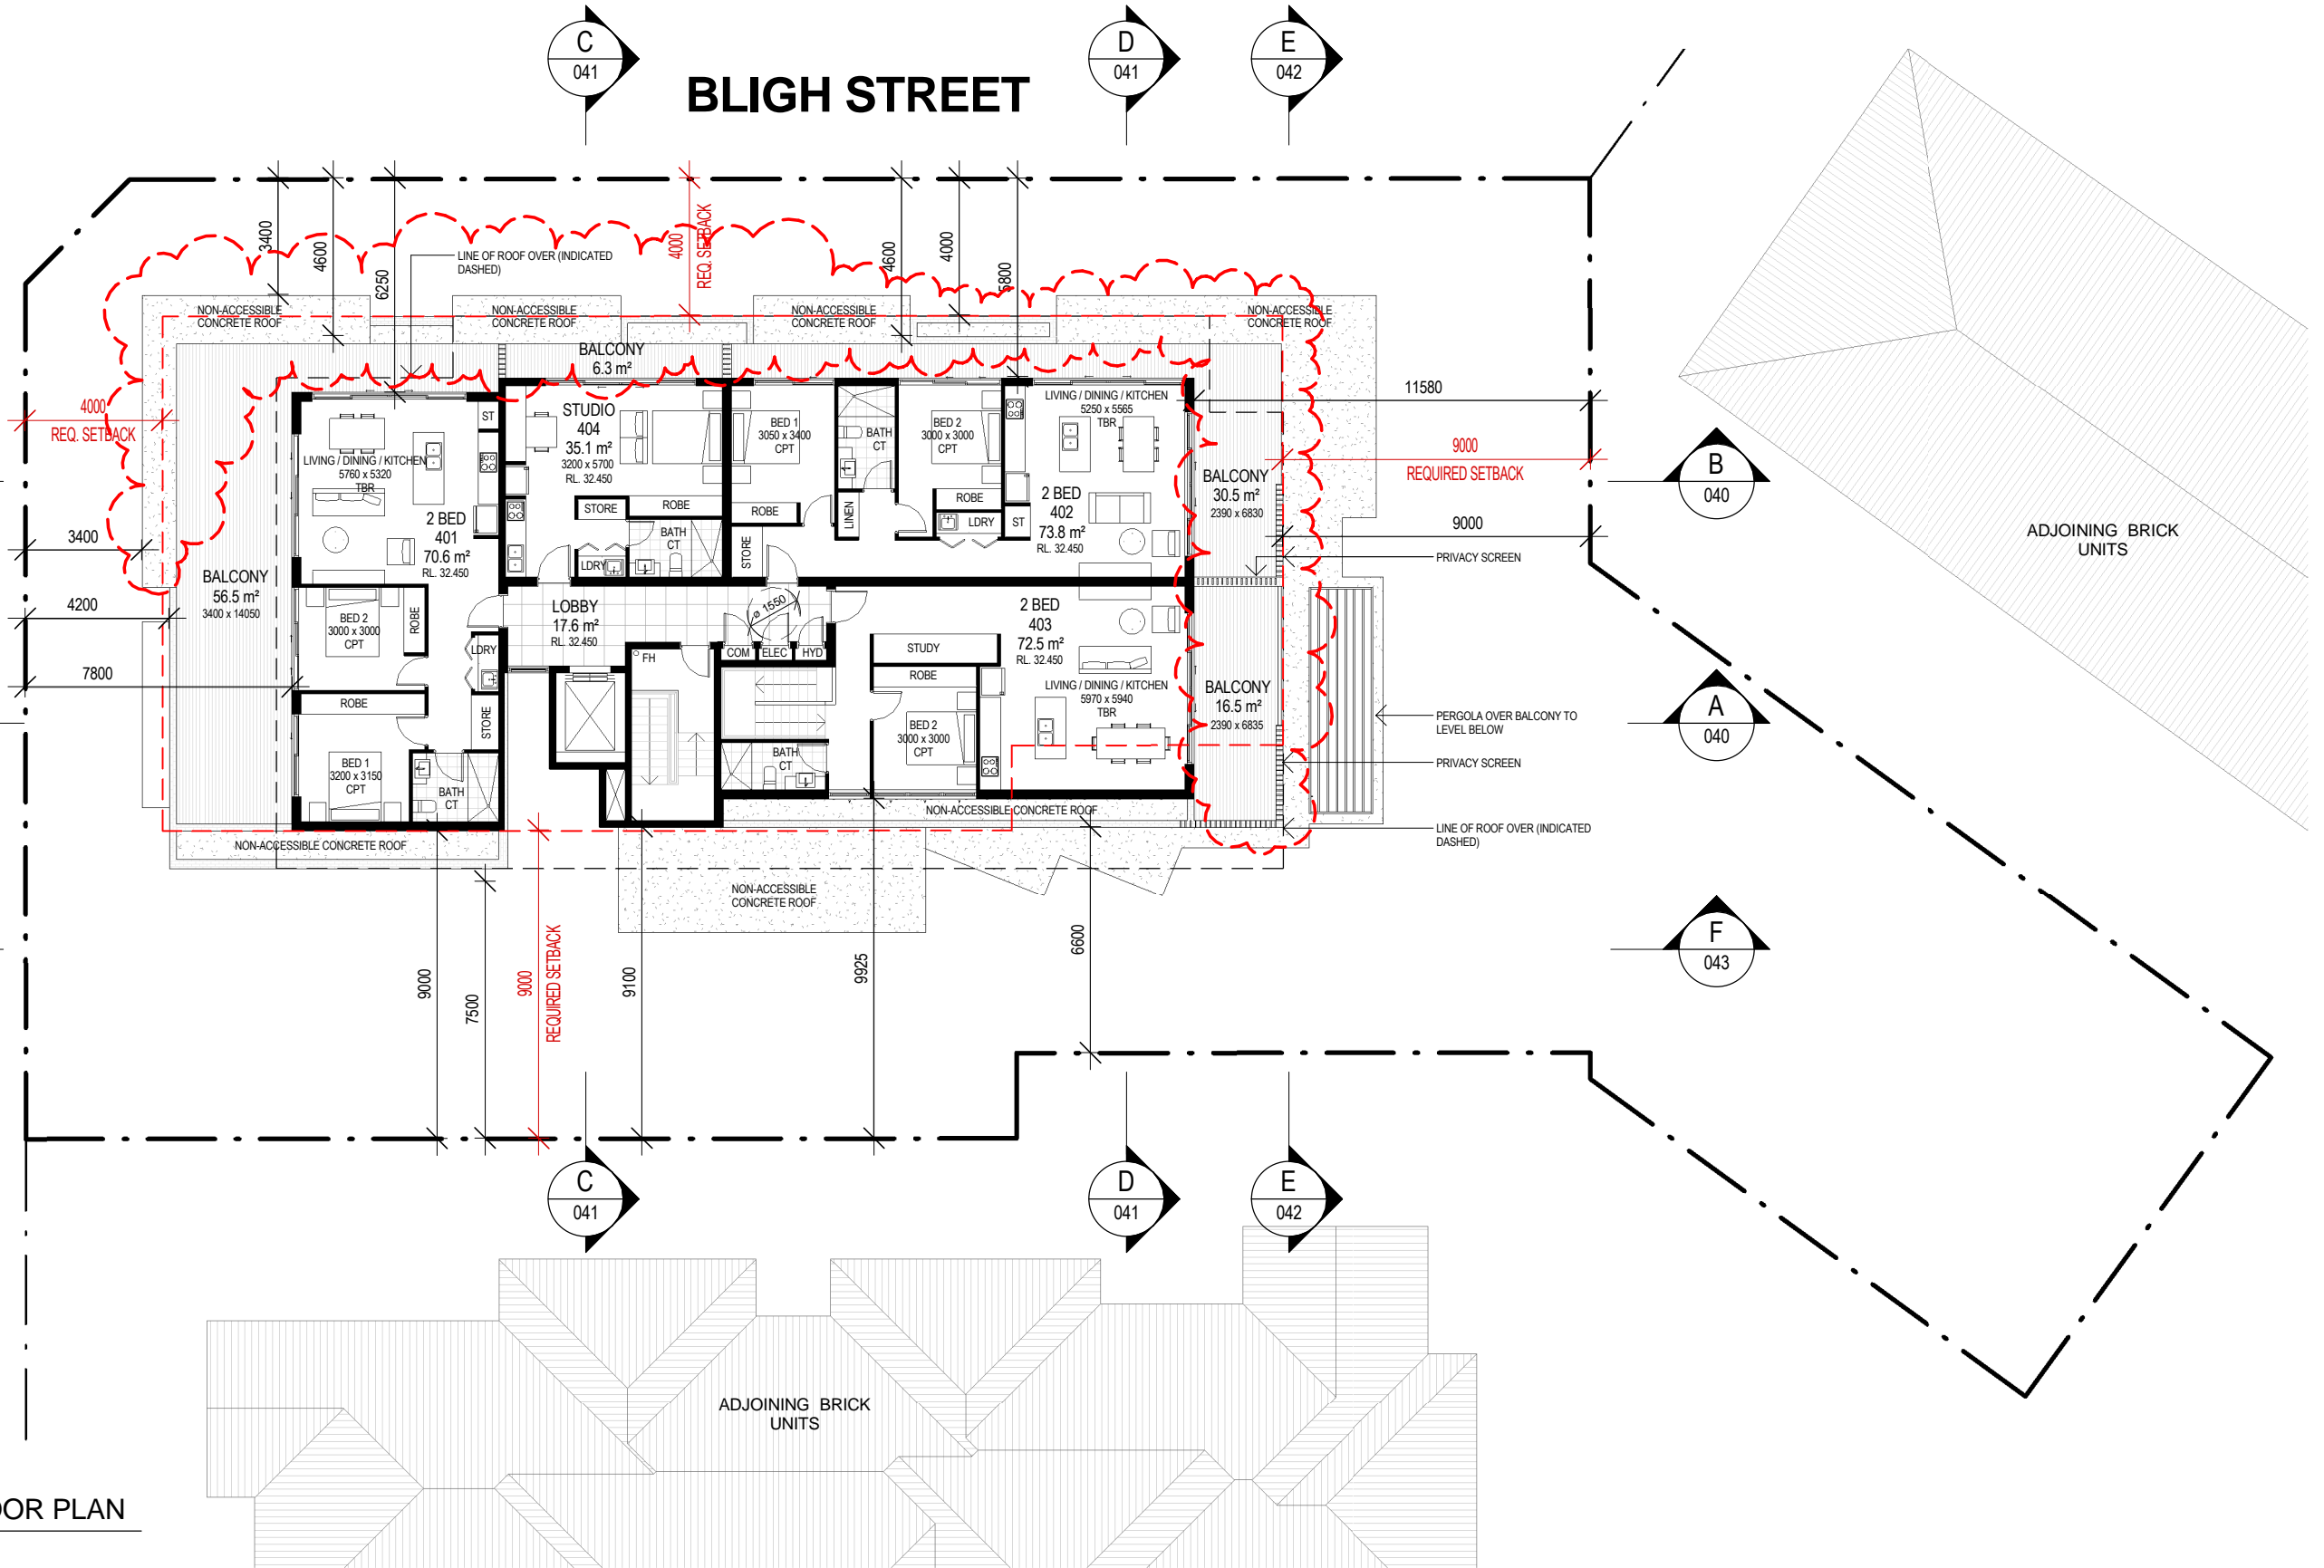 C
041
D
041
E
042
BLIGH STREET
3400
4600
6250
4000
REQ. SETBACK
4600
4000
5800
LINE OF ROOF OVER (INDICATED
DASHED)
NON-ACCESSIBLE
CONCRETE ROOF
NON-ACCESSIBLE
CONCRETE ROOF
NON-ACCESSIBLE
CONCRETE ROOF
NON-ACCESSIBLE
CONCRETE ROOF
BALCONY
6.3 m²
4000
REQ. SETBACK
11580
9000
REQUIRED SETBACK
9000
3400
4200
7800
LIVING / DINING / KITCHEN
5760 x 5320
TBR
ST
2 BED
401
70.6 m²
RL. 32.450
BALCONY
56.5 m²
3400 x 14050
BED 2
3000 x 3000
CPT
ROBE
LDRY
ROBE
STORE
BED 1
3200 x 3150
CPT
BATH
CT
NON-ACCESSIBLE CONCRETE ROOF
STUDIO
404
35.1 m²
3200 x 5700
RL. 32.450
STORE
ROBE
BATH
CT
LDRY
BED 1
3050 x 3400
CPT
ROBE
STORE
BATH
CT
LINEN
BED 2
3000 x 3000
CPT
ROBE
LDRY
ST
LIVING / DINING / KITCHEN
5250 x 5565
TBR
2 BED
402
73.8 m²
RL. 32.450
BALCONY
30.5 m²
2390 x 6830
PRIVACY SCREEN
LOBBY
17.6 m²
RL. 32.450
ø 1550
COM
ELEC
HYD
FH
2 BED
403
72.5 m²
RL. 32.450
STUDY
ROBE
BED 2
3000 x 3000
CPT
BATH
CT
LIVING / DINING / KITCHEN
5970 x 5940
TBR
BALCONY
16.5 m²
2390 x 6835
PERGOLA OVER BALCONY TO
LEVEL BELOW
PRIVACY SCREEN
NON-ACCESSIBLE CONCRETE ROOF
LINE OF ROOF OVER (INDICATED
DASHED)
NON-ACCESSIBLE
CONCRETE ROOF
9000
7500
9000
REQUIRED SETBACK
9100
9925
6600
B
040
A
040
F
043
ADJOINING BRICK
UNITS
C
041
D
041
E
042
ADJOINING BRICK
UNITS
OOR PLAN